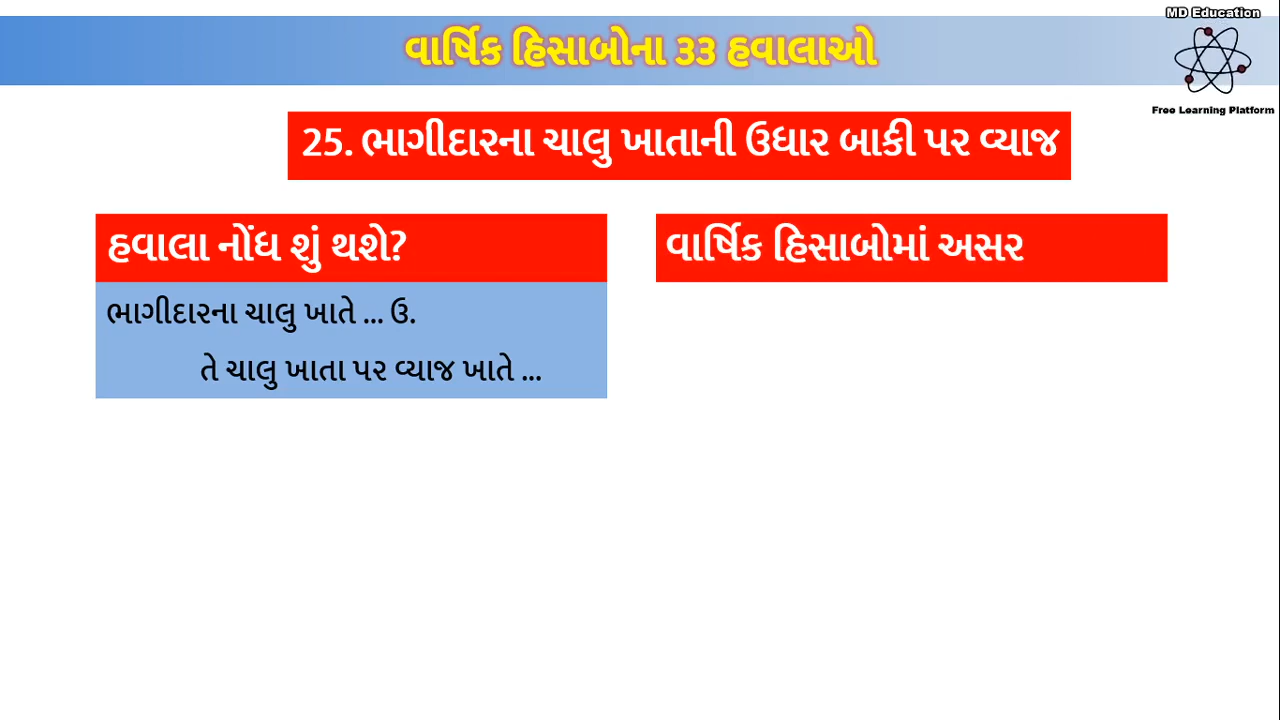 MD Education
વાર્ષિક હિસાબોના ૩૩ હવાલાઓ
Free Learning Platform
25. ભાગીદારના ચાલુ ખાતાની ઉધાર બાકી પર વ્યાજ
હવાલા નોંધ શું થશે?
વાર્ષિક હિસાબોમાં અસર
ભાગીદારના ચાલુ ખાતે ... ઉ.
તે ચાલુ ખાતા પર વ્યાજ ખાતે ...